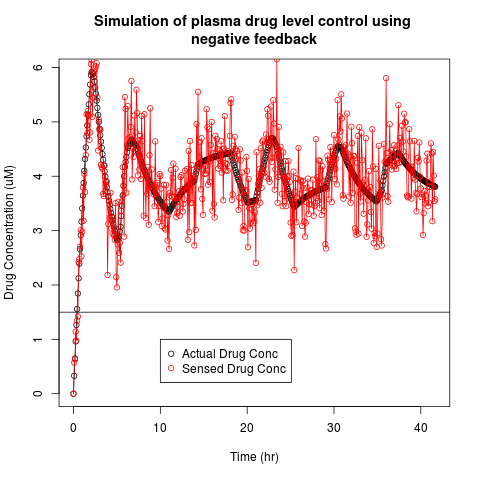 Simulation of plasma drug level control using
negative feedback
Drug Concentration (uM)
6
5
4
3
2
1
0
Actual Drug Conc
Sensed Drug Conc
0 10 20 30 40
Time (hr)